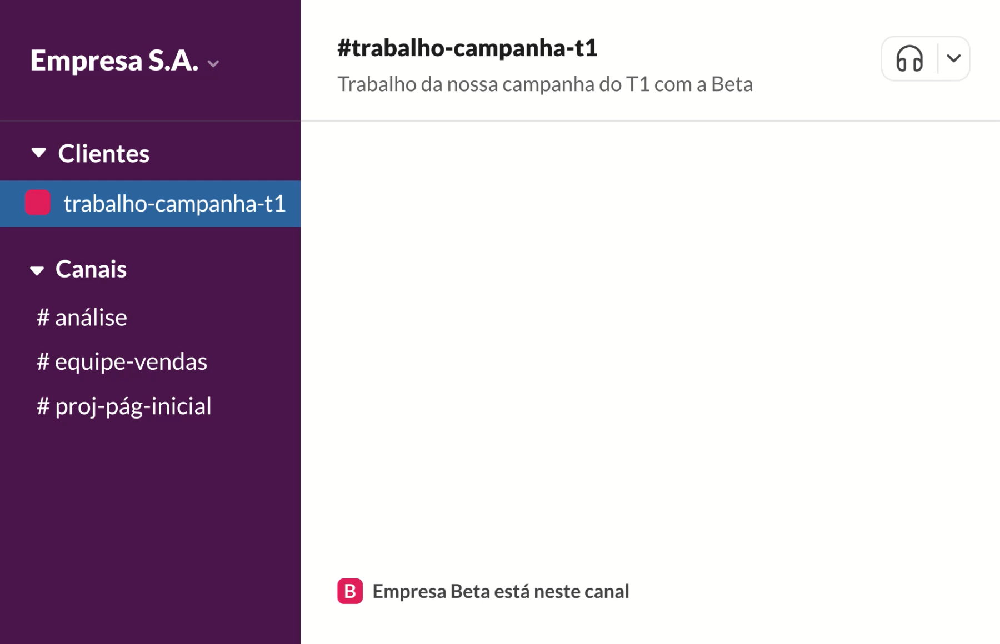 Empresa S.A.
Clientes
trabalho-campanha-t1
Canais
# análise
# equipe-vendas
# proj-pág-inicial
#trabalho-campanha-t1
Trabalho da nossa campanha do T1 com a Beta
B Empresa Beta está neste canal